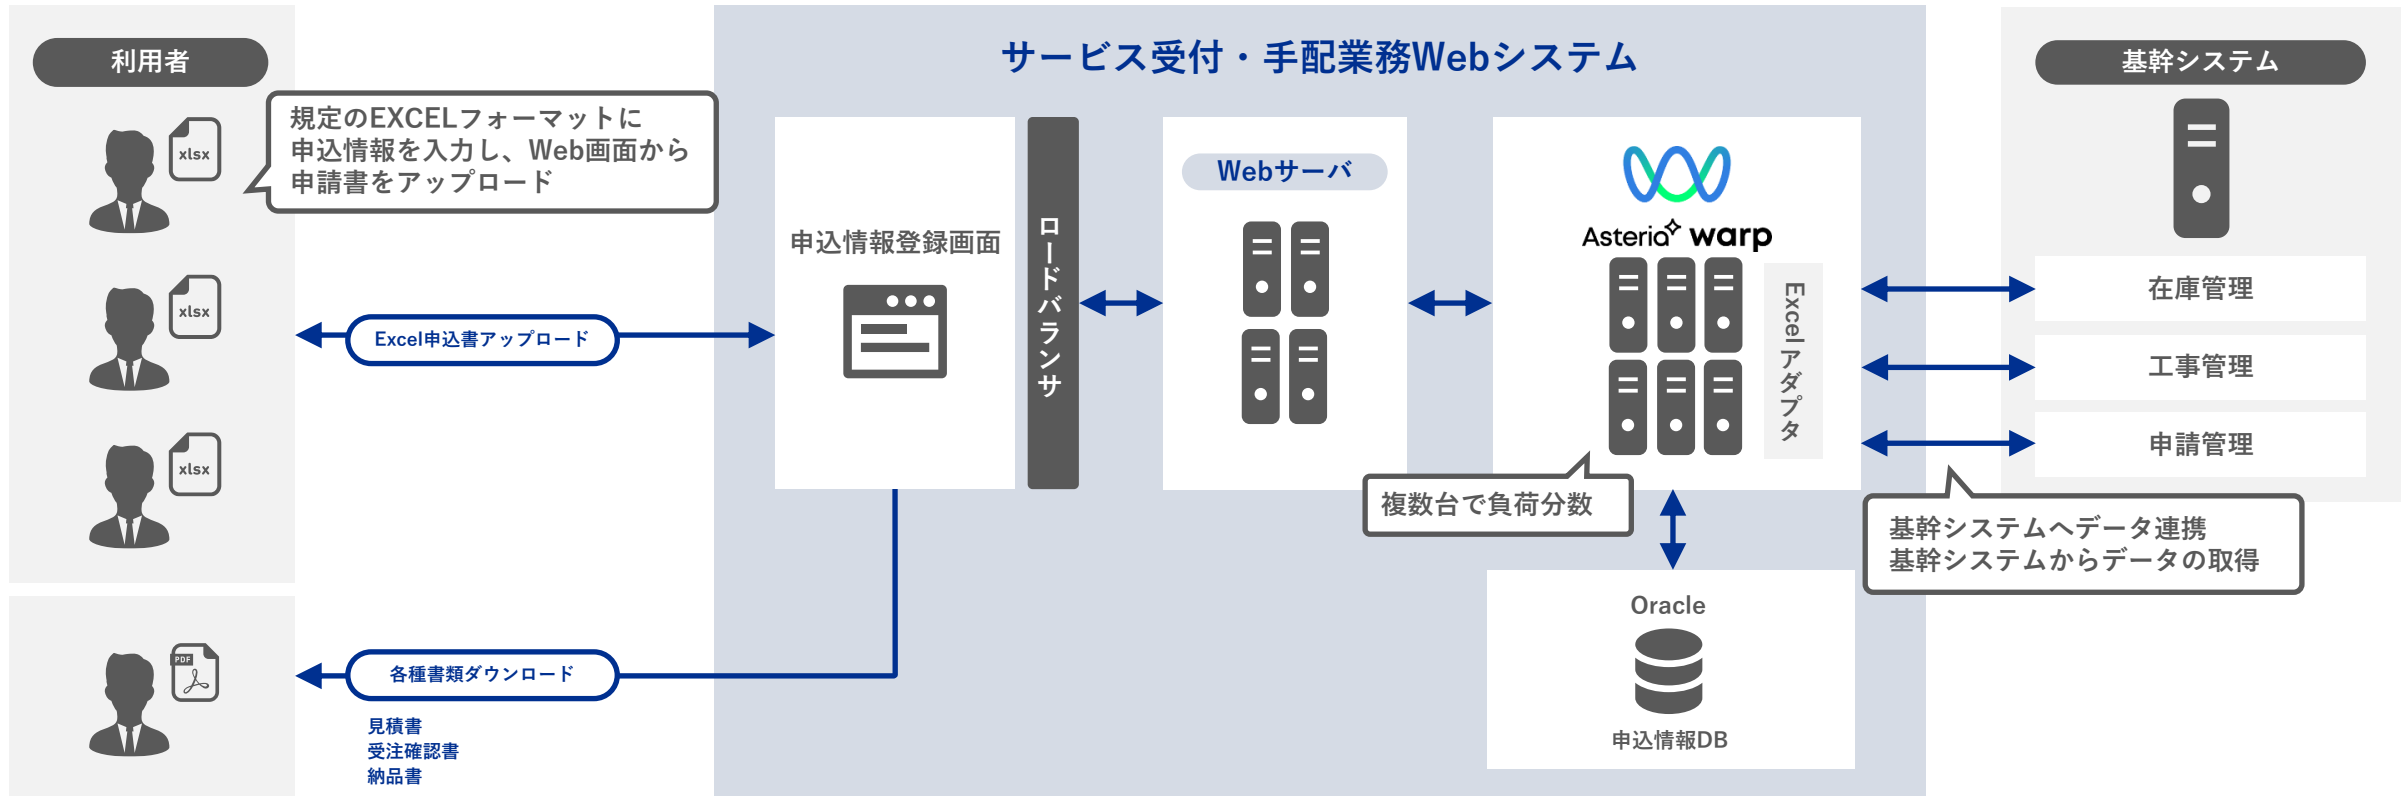 サービス受付・手配業務Webシステム
利用者
規定のEXCELフォーマットに
申込情報を入力し、Web画面から
申請書をアップロード
xlsx
xlsx
xlsx
Excel申込書アップロード
PDF
各種書類ダウンロード
見積書
受注確認書
納品書
申込情報登録画面
ロードバランサ
Webサーバ
Asteria warp
Excelアダプタ
複数台で負荷分数
Oracle
申込情報DB
基幹システム
在庫管理
工事管理
申請管理
基幹システムへデータ連携
基幹システムからデータの取得